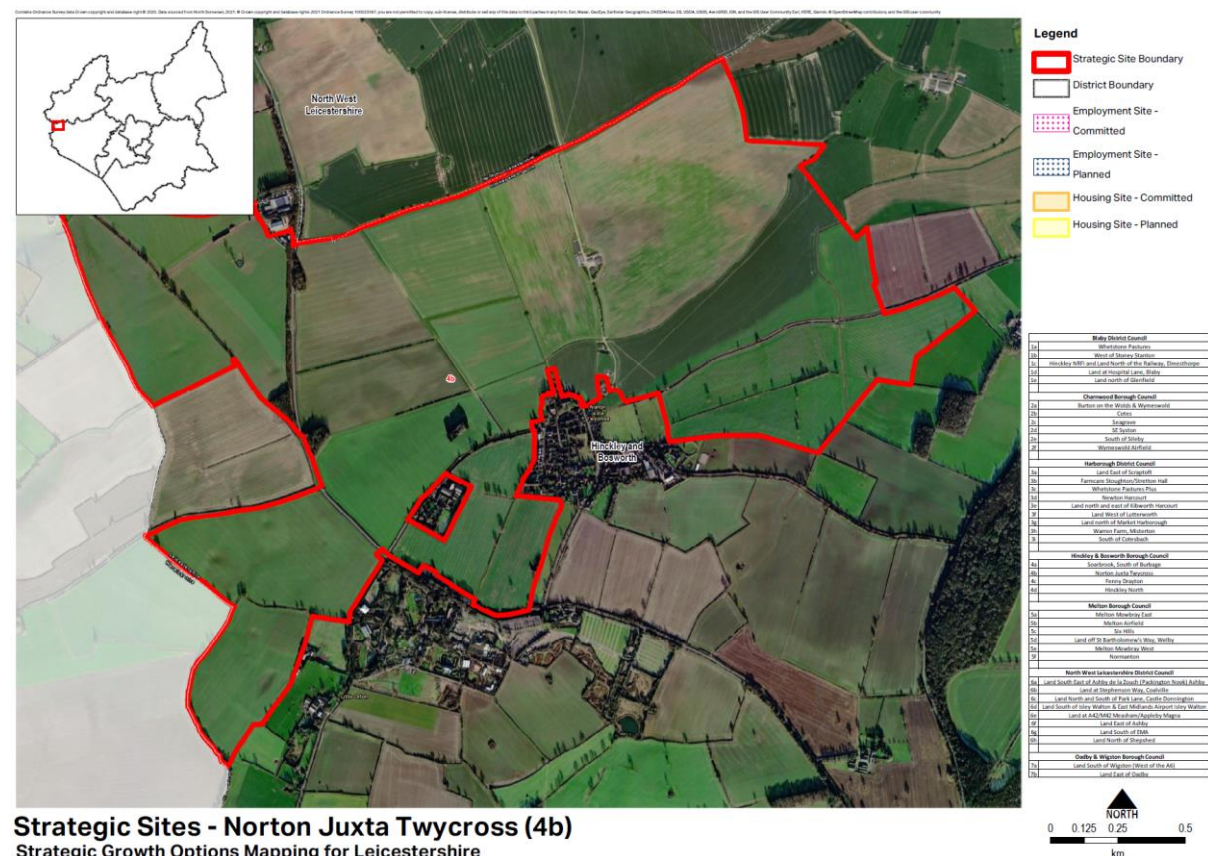 North West
Leicestershire
Hinckley and
Bosworth
4b
Legend
Strategic Site Boundary
District Boundary
Employment Site -
Committed
Employment Site -
Planned
Housing Site - Committed
Housing Site - Planned
Blaby District Council
1a Whetstone Pastures
1b West of Stoney Stanton
1c Hinckley NRFI and Land North of the Railway, Elmesthorpe
1d Land at Hospital Lane, Blaby
1e Land north of Glenfield
Charnwood Borough Council
2a Burton on the Wolds & Wymeswold
2b Cotes
2c Seagrave
2d SE Syston
2e South of Sileby
2f Wymeswold Airfield
Harborough District Council
3a Land East of Scraptoft
3b Farmcare Stoughton/Stretton Hall
3c Whetstone Pastures Plus
3d Newton Harcourt
3e Land north and east of Kibworth Harcourt
3f Land West of Lutterworth
3g Land north of Market Harborough
3h Warren Farm, Misterton
3i South of Cotesbach
Hinckley & Bosworth Borough Council
4a Soarbrook, South of Burbage
4b Norton Juxta Twycross
4c Fenny Drayton
4d Hinckley North
Melton Borough Council
5a Melton Mowbray East
5b Melton Airfield
5c Six Hills
5d Land off St Bartholomew's Way, Welby
5e Melton Mowbray West
5f Normanton
North West Leicestershire District Council
6a Land South East of Ashby de la Zouch (Packington Nook) Ashby
6b Land at Stephenson Way, Coalville
6c Land North and South of Park Lane, Castle Donnington
6d Land South of Isley Walton & East Midlands Airport Isley Walton
6e Land at A42/M42 Measham/Appleby Magna
6f Land East of Ashby
6g Land South of EMA
6h Land North of Shepshed
Oadby & Wigston Borough Council
7a Land South of Wigston (West of the A6)
7b Land East of Oadby
NORTH
0 0.125 0.25 0.5
km
Strategic Sites - Norton Juxta Twycross (4b)
Strategic Growth Options Mapping for Leicestershire